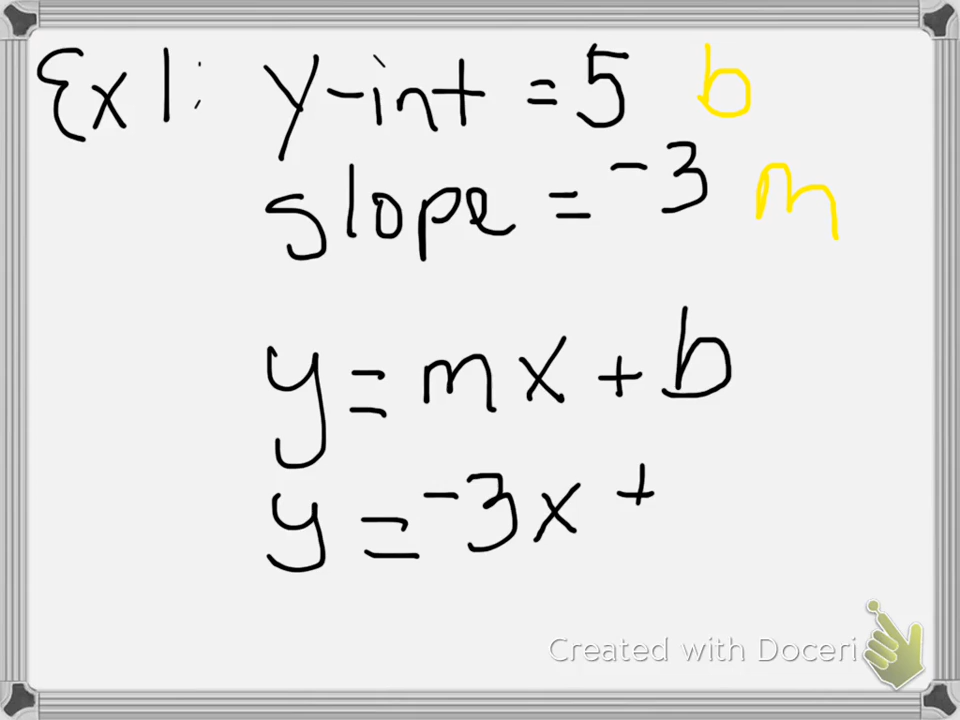 Ex 1: y-int = 5 b
slope = -3 m
y = mx + b
y = -3x +
Created with Doceri